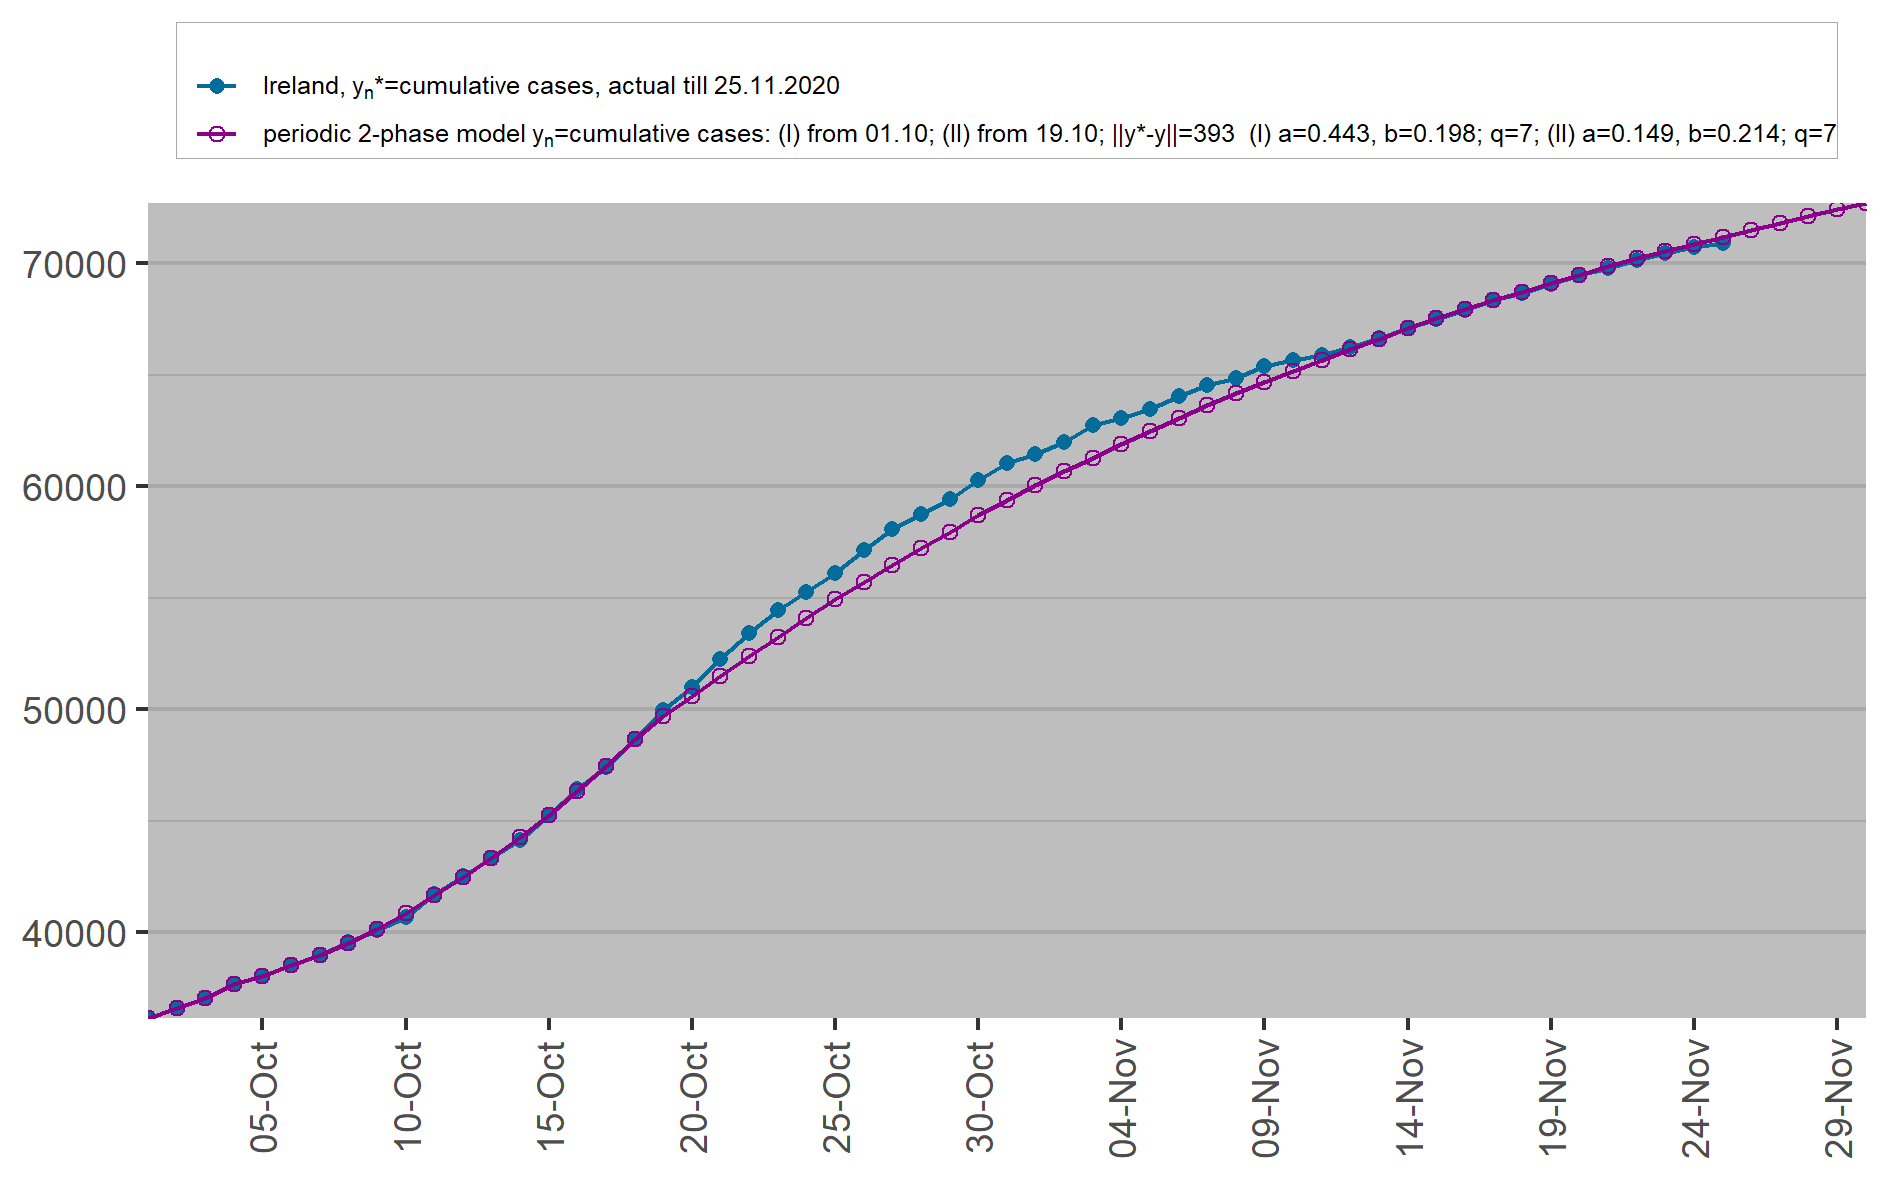 Ireland, yn*=cumulative cases, actual till 25.11.2020
periodic 2-phase model yn=cumulative cases: (I) from 01.10; (II) from 19.10; ||y*-y||=393  (I) a=0.443, b=0.198; q=7; (II) a=0.149, b=0.214; q=7
70000
60000
50000
40000
05-Oct
10-Oct
15-Oct
20-Oct
25-Oct
30-Oct
04-Nov
09-Nov
14-Nov
19-Nov
24-Nov
29-Nov